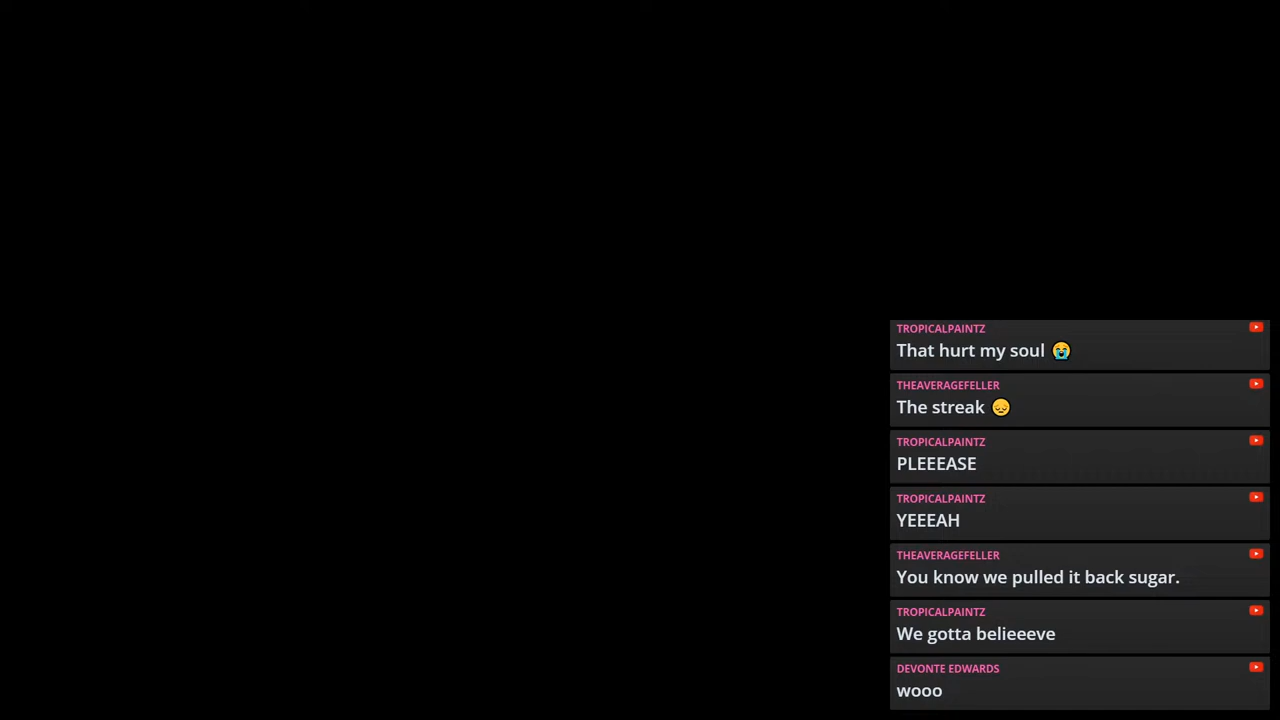 TROPICALPAINTZ
That hurt my soul 😭
THEAVERAGEFELLER
The streak 😔
TROPICALPAINTZ
PLEEEASE
TROPICALPAINTZ
YEEEAH
THEAVERAGEFELLER
You know we pulled it back sugar.
TROPICALPAINTZ
We gotta belieeeve
DEVONTE EDWARDS
wooo